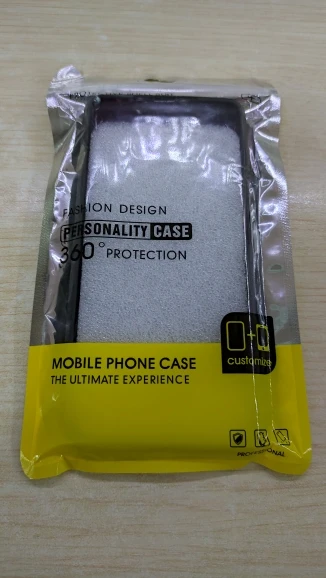 FASHION DESIGN
PERSONALITY CASE
360° PROTECTION
customize
MOBILE PHONE CASE
THE ULTIMATE EXPERIENCE
PROFESSIONAL